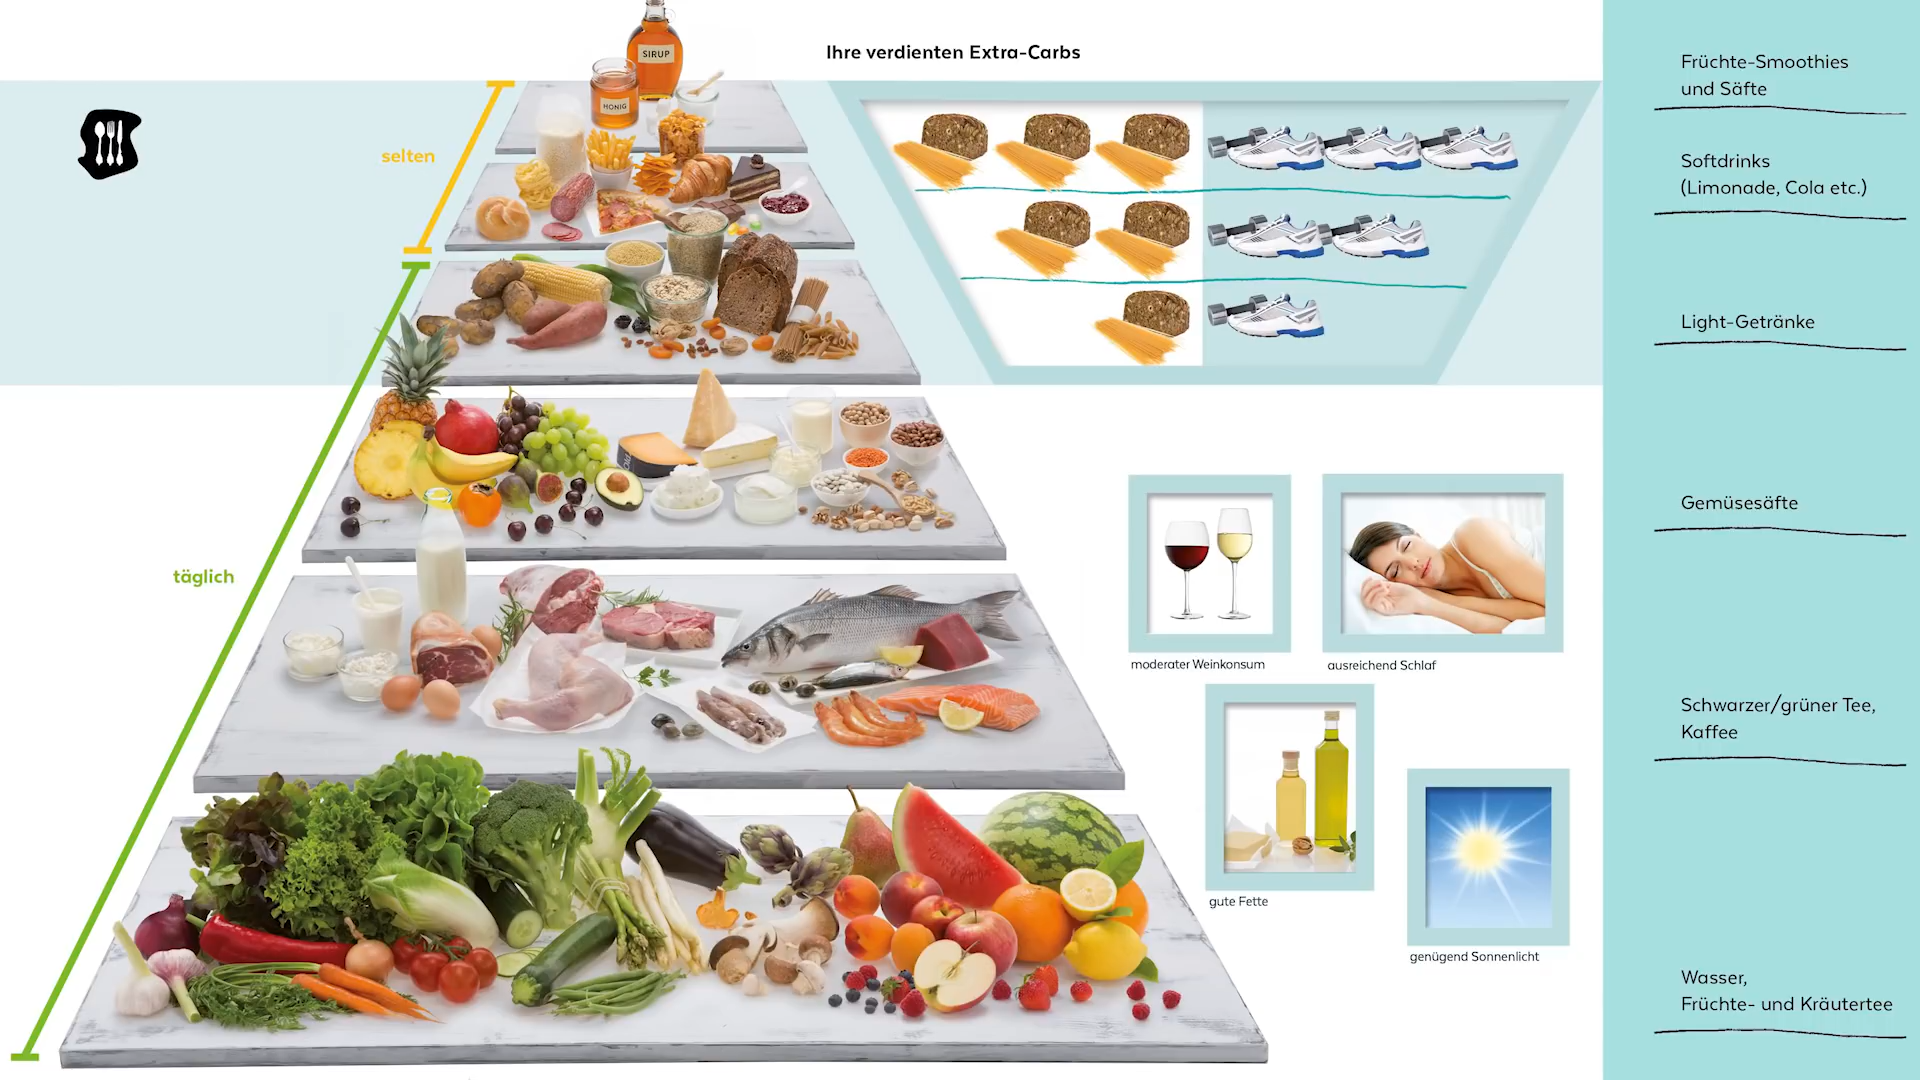 SIRUP
HONIG
Ihre verdienten Extra-Carbs
selten
täglich
moderater Weinkonsum
ausreichend Schlaf
gute Fette
genügend Sonnenlicht
Früchte-Smoothies
und Säfte
Softdrinks
(Limonade, Cola etc.)
Light-Getränke
Gemüsesäfte
Schwarzer/grüner Tee,
Kaffee
Wasser,
Früchte- und Kräutertee